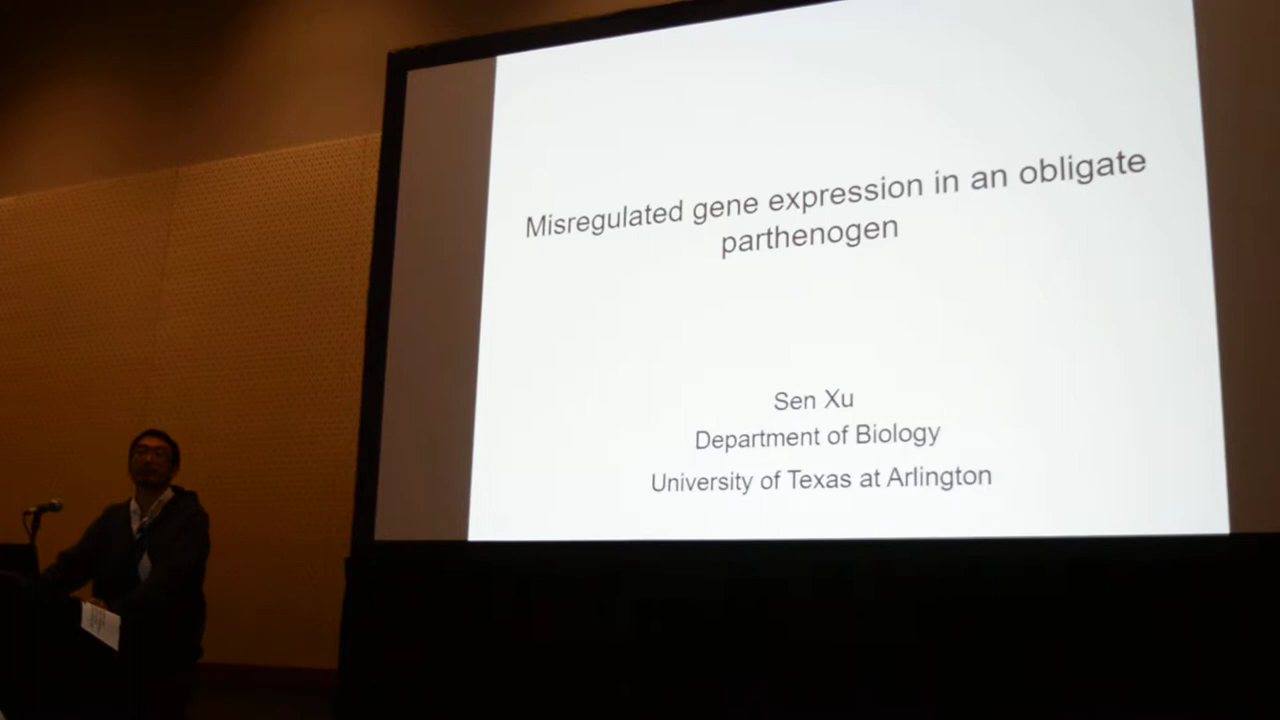 Misregulated gene expression in an obligate
parthenogen
Sen Xu
Department of Biology
University of Texas at Arlington